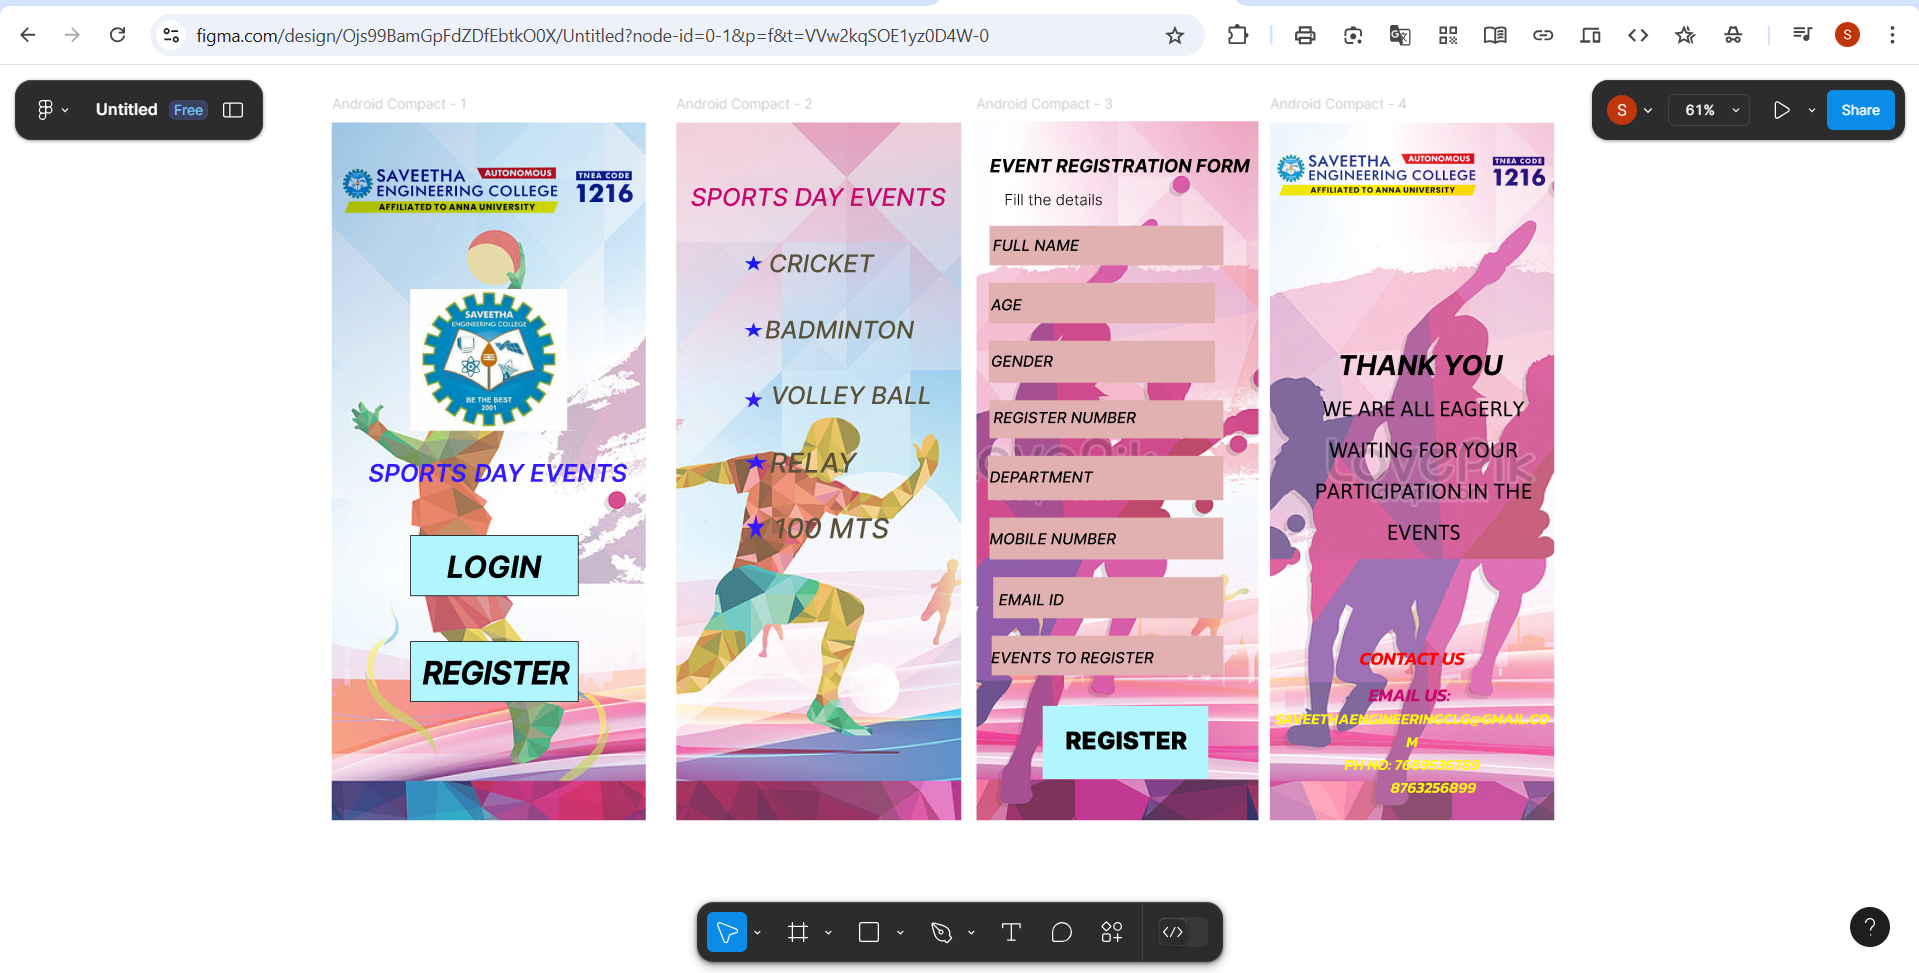 figma.com/design/Ojs99BamGpFdZDfEbtkO0X/Untitled?node-id=0-1&p=f&t=VVw2kqSOE1yz0D4W-0
S
Untitled Free
S 61% Share
Android Compact - 1
SAVEETHA AUTONOMOUS
ENGINEERING COLLEGE
AFFILIATED TO ANNA UNIVERSITY
TNEA CODE
1216
SAVEETHA
ENGINEERING COLLEGE
BE THE BEST
2001
SPORTS DAY EVENTS
LOGIN
REGISTER
Android Compact - 2
SPORTS DAY EVENTS
CRICKET
BADMINTON
VOLLEY BALL
RELAY
100 MTS
Android Compact - 3
EVENT REGISTRATION FORM
Fill the details
FULL NAME
AGE
GENDER
REGISTER NUMBER
DEPARTMENT
MOBILE NUMBER
EMAIL ID
EVENTS TO REGISTER
REGISTER
Android Compact - 4
SAVEETHA AUTONOMOUS
ENGINEERING COLLEGE
AFFILIATED TO ANNA UNIVERSITY
TNEA CODE
1216
THANK YOU
WE ARE ALL EAGERLY
WAITING FOR YOUR
PARTICIPATION IN THE
EVENTS
Lovepik
CONTACT US
EMAIL US:
SAVEETHAENGINEERINGCLG@GMAIL.CO
M
PH NO:
8763256899
?